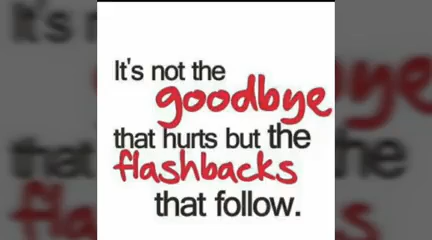 It's not the
goodbye
that hurts but the
flashbacks
that follow.